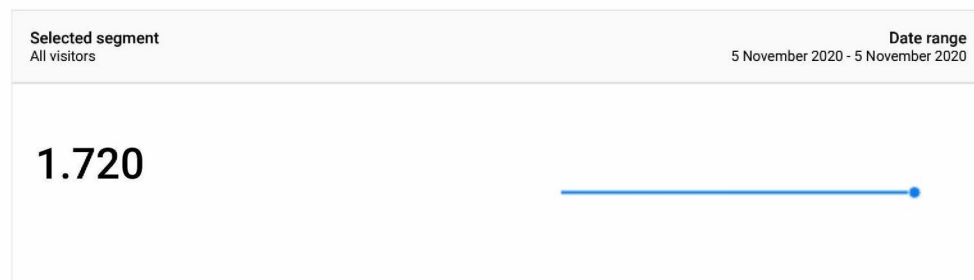 Selected segment
All visitors
Date range
5 November 2020 - 5 November 2020
1.720